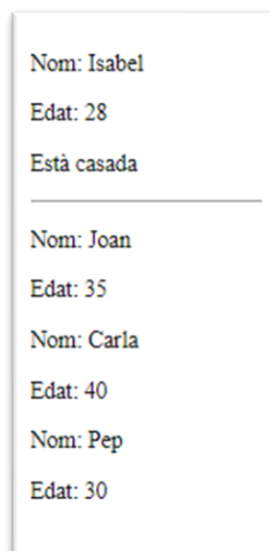 Nom: Isabel
Edat: 28
Està casada
Nom: Joan
Edat: 35
Nom: Carla
Edat: 40
Nom: Pep
Edat: 30